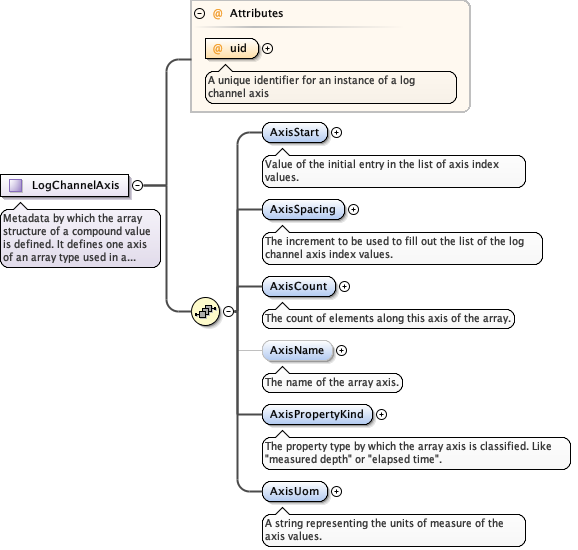 @ Attributes
@ uid
A unique identifier for an instance of a log
channel axis
LogChannelAxis
Metadata by which the array
structure of a compound value
is defined. It defines one axis
of an array type used in a...
AxisStart
Value of the initial entry in the list of axis index
values.
AxisSpacing
The increment to be used to fill out the list of the log
channel axis index values.
AxisCount
The count of elements along this axis of the array.
AxisName
The name of the array axis.
AxisPropertyKind
The property type by which the array axis is classified. Like
"measured depth" or "elapsed time".
AxisUom
A string representing the units of measure of the
axis values.